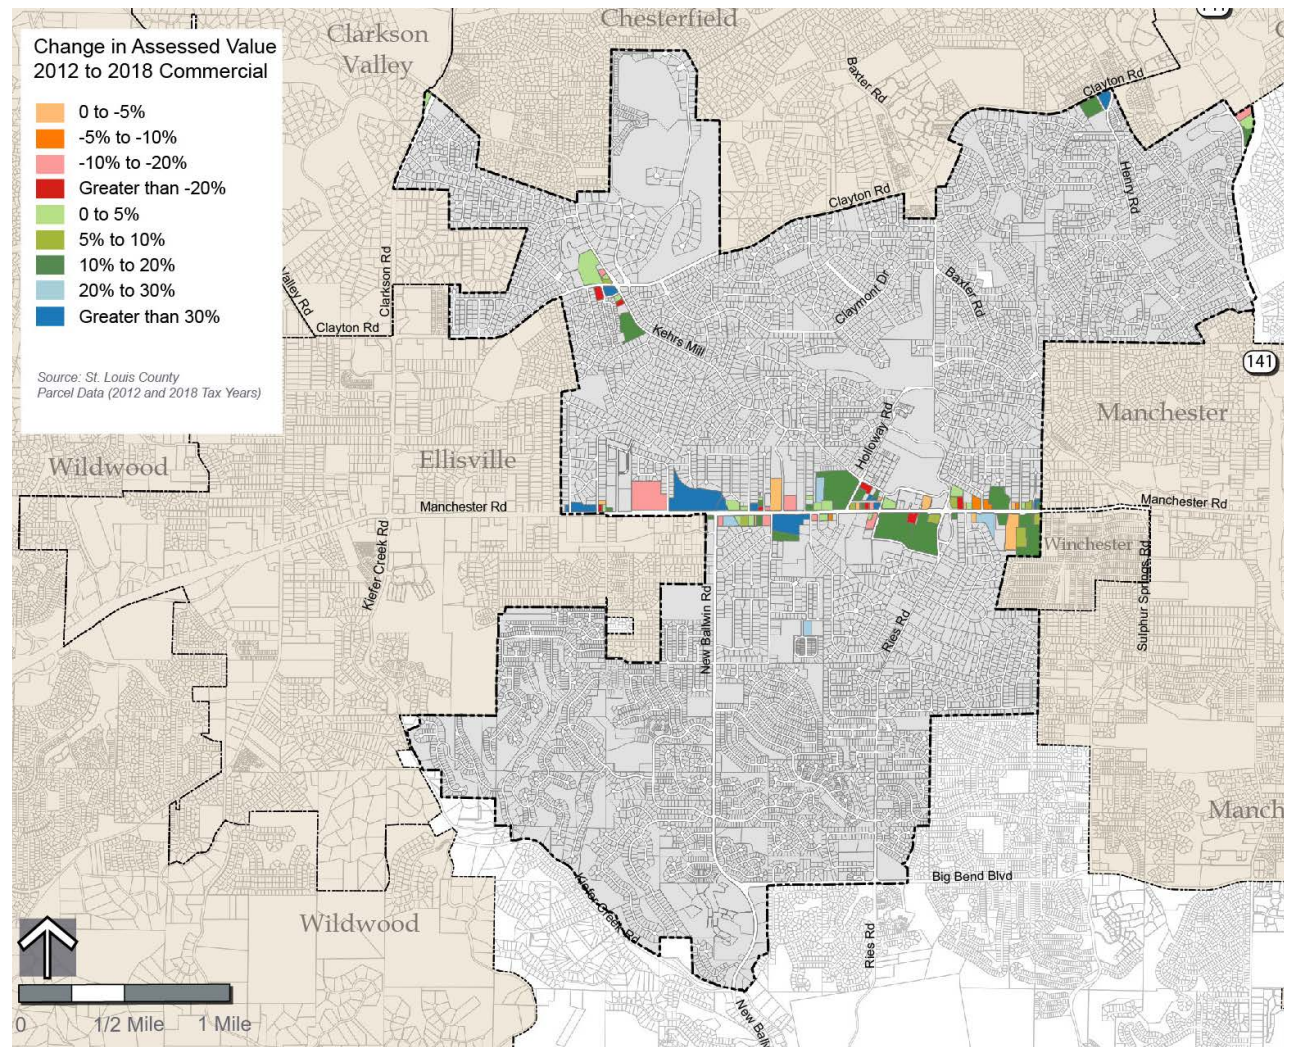 Change in Assessed Value
2012 to 2018 Commercial
0 to -5%
-5% to -10%
-10% to -20%
Greater than -20%
0 to 5%
5% to 10%
10% to 20%
20% to 30%
Greater than 30%
Source: St. Louis County
Parcel Data (2012 and 2018 Tax Years)
Clarkson
Valley
Chesterfield
Baxter Rd
Clayton Rd
Henry Rd
Clayton Rd
Clarkson Rd
Valley Rd
Clayton Rd
Claymont Dr
Baxter Rd
Kehrs Mill
141
Manchester
Holloway Rd
Wildwood
Ellisville
Manchester Rd
Manchester Rd
Winchester
Kiefer Creek Rd
New Ballwin Rd
Ries Rd
Sulphur Springs Rd
Manch
Big Bend Blvd
Kiefer Creek Rd
Wildwood
Ries Rd
New Ballw
0
1/2 Mile
1 Mile